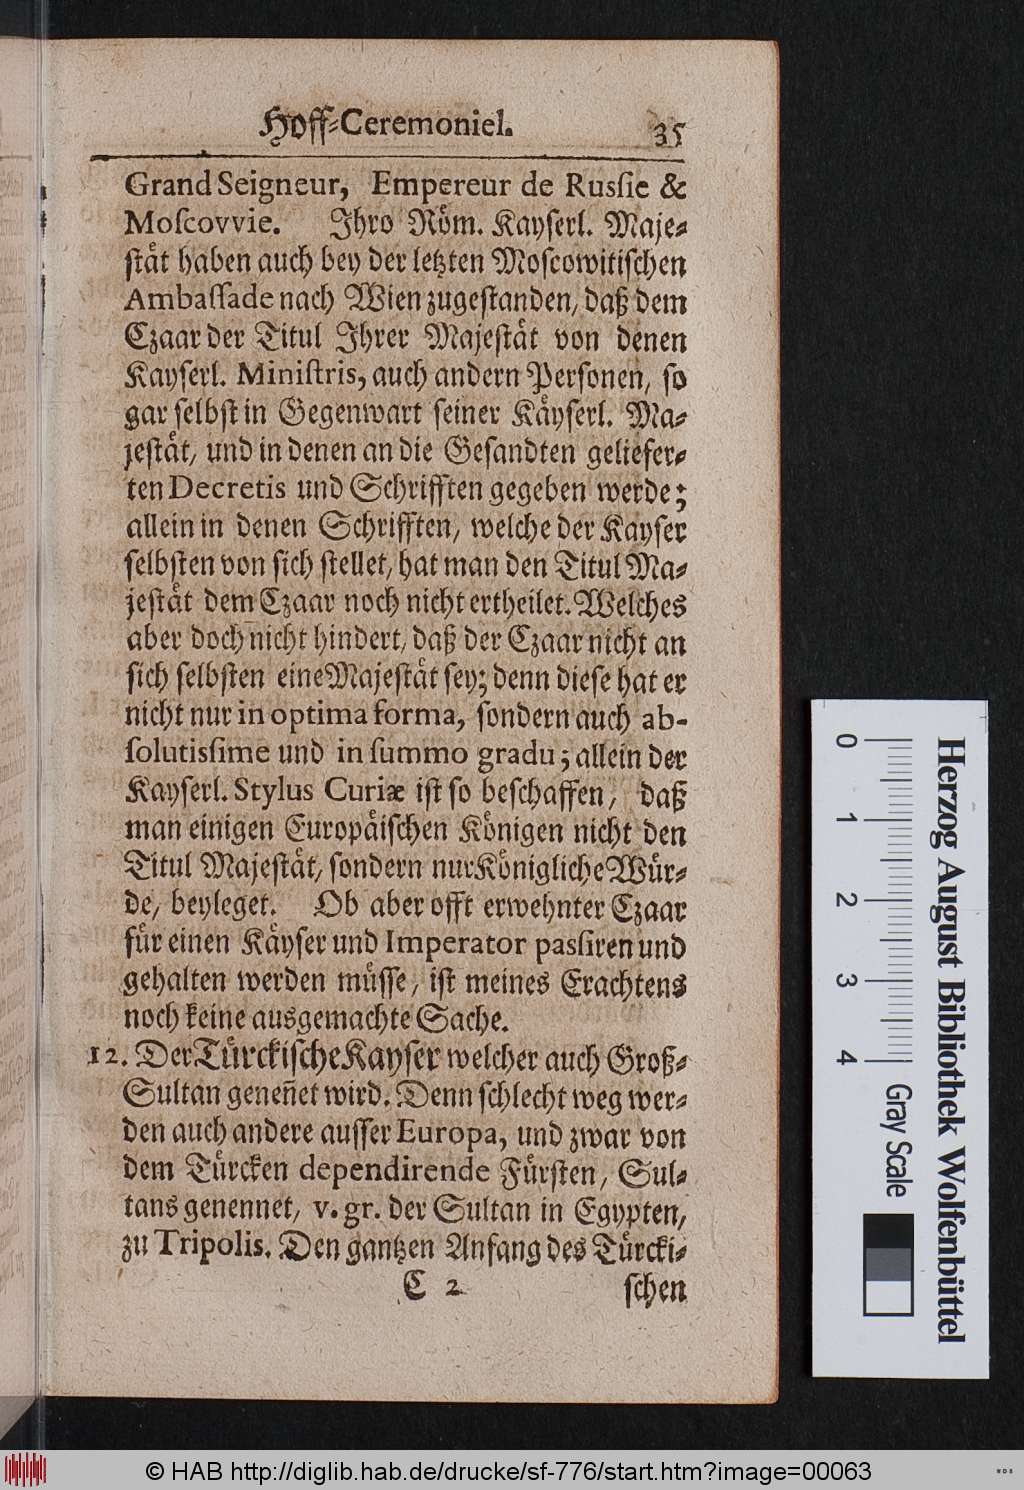 Hoff-Ceremoniel. 35
Grand Seigneur, Empereur de Rusſie &
Moſcovvie. Ihro Röm. Kayſerl. Maje-
ſtät haben auch bey der letzten Moſcowitiſchen
Ambaſſade nach Wien zugeſtanden, daß dem
Czaar der Titul Ihrer Majeſtät von denen
Kayſerl. Miniſtris, auch andern Perſonen, ſo
gar ſelbſt in Gegenwart ſeiner Käyſerl. Ma-
jeſtät, und in denen an die Geſandten geliefer-
ten Decretis und Schrifften gegeben werde;
allein in denen Schrifften, welche der Kayſer
ſelbſten von ſich ſtellet, hat man den Titul Ma-
jeſtät dem Czaar noch nicht ertheilet. Welches
aber doch nicht hindert, daß der Czaar nicht an
ſich ſelbſten eine Majeſtät ſey; denn dieſe hat er
nicht nur in optima forma, ſondern auch ab-
ſolutisſime und in ſummo gradu; allein der
Kayſerl. Stylus Curiæ iſt ſo beſchaffen, daß
man einigen Europäiſchen Königen nicht den
Titul Majeſtät, ſondern nur Königliche Wür-
de, beyleget. Ob aber offt erwehnter Czaar
für einen Käyſer und Imperator pasſiren und
gehalten werden müſſe, iſt meines Erachtens
noch keine ausgemachte Sache.
12. Der Türckiſche Kayſer welcher auch Groß-
Sultan geneñet wird. Denn ſchlecht weg wer-
den auch andere auſſer Europa, und zwar von
dem Türcken dependirende Fürſten, Sul-
tans genennet, v. gr. der Sultan in Egypten,
zu Tripolis. Den gantzen Anfang des Türcki-
C 2 ſchen
0 1 2 3 4 Gray Scale
Herzog August Bibliothek Wolfenbüttel
© HAB http://diglib.hab.de/drucke/sf-776/start.htm?image=00063